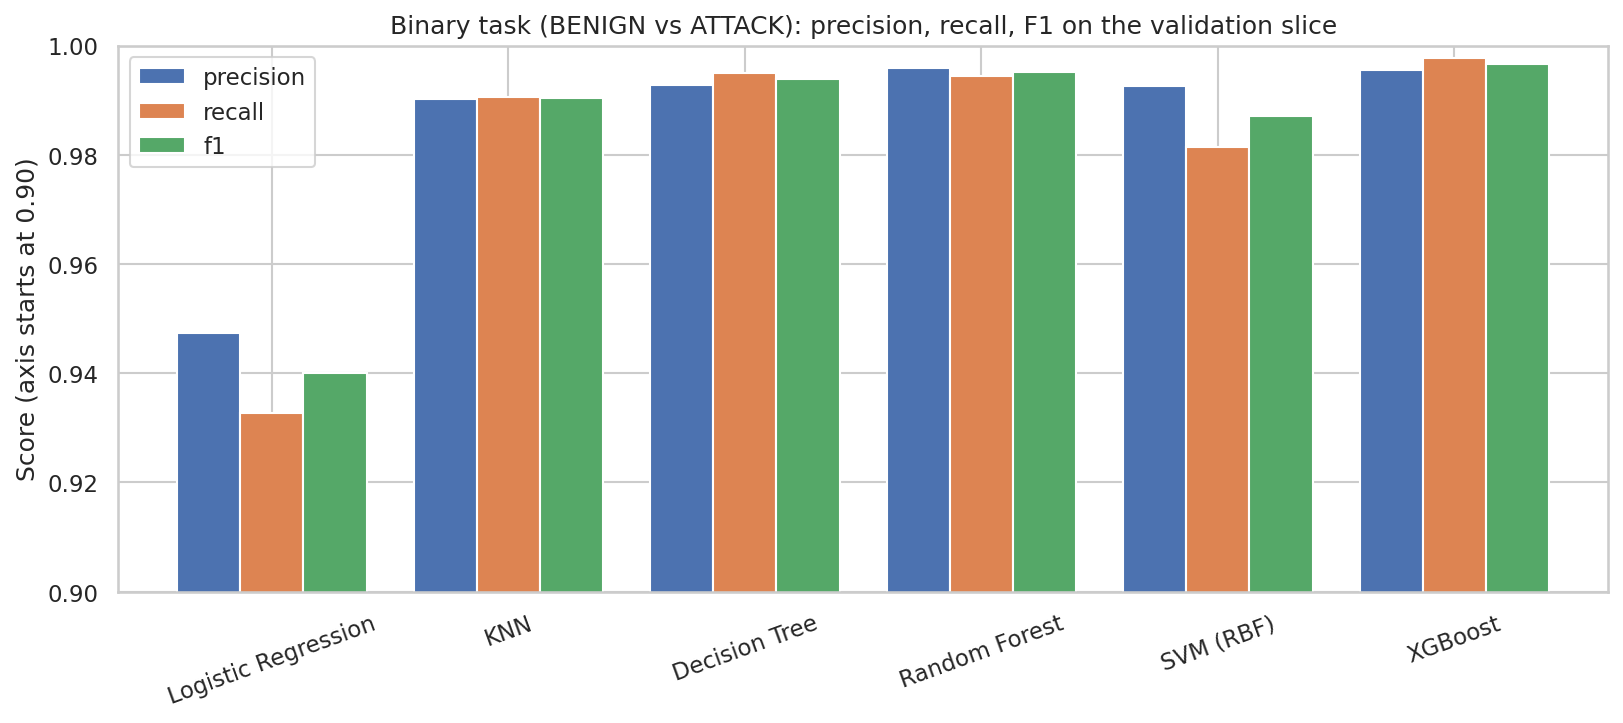 Binary task (BENIGN vs ATTACK): precision, recall, F1 on the validation slice
precision
recall
f1
Score (axis starts at 0.90)
1.00
0.98
0.96
0.94
0.92
0.90
Logistic Regression
KNN
Decision Tree
Random Forest
SVM (RBF)
XGBoost